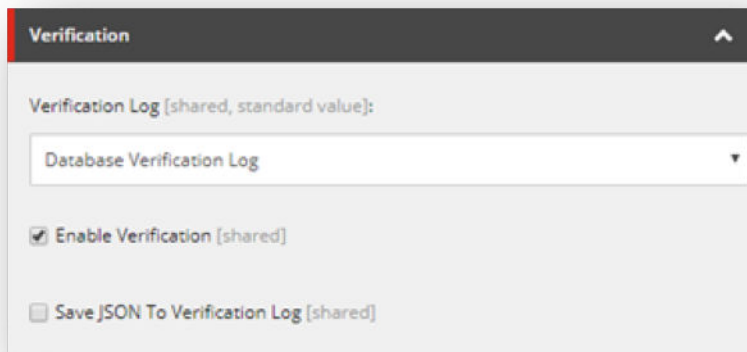 Verification
Verification Log [shared, standard value]:
Database Verification Log
Enable Verification [shared]
Save JSON To Verification Log [shared]